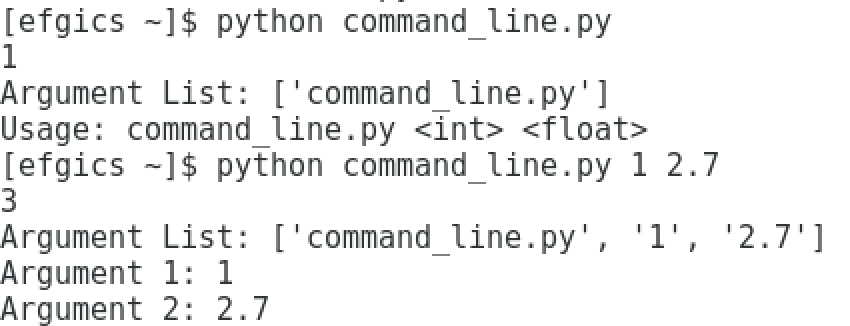 [efgics ~]$ python command_line.py
1
Argument List: ['command_line.py']
Usage: command_line.py <int> <float>
[efgics ~]$ python command_line.py 1 2.7
3
Argument List: ['command_line.py', '1', '2.7']
Argument 1: 1
Argument 2: 2.7